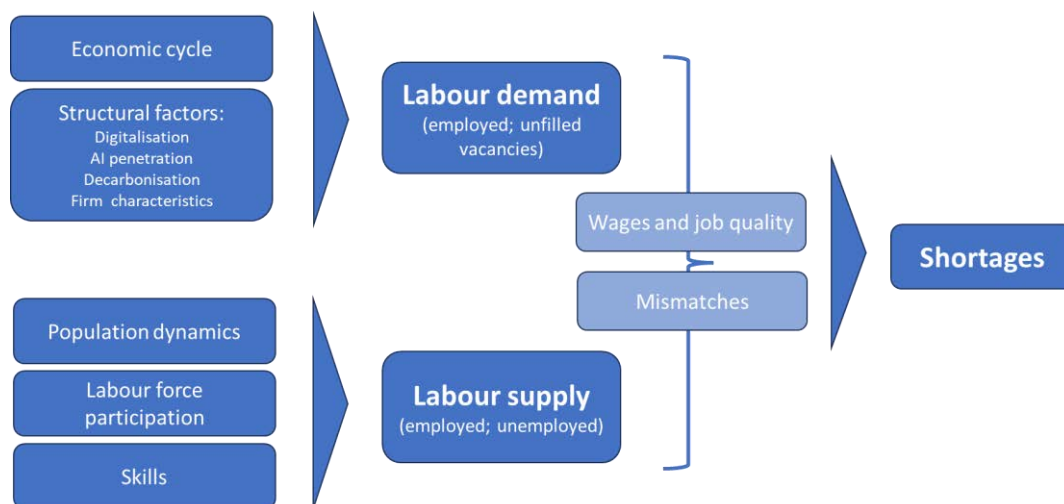 Economic cycle
Structural factors:
Digitalisation
AI penetration
Decarbonisation
Firm characteristics
Labour demand
(employed; unfilled
vacancies)
Wages and job quality
Mismatches
Shortages
Population dynamics
Labour force
participation
Skills
Labour supply
(employed; unemployed)